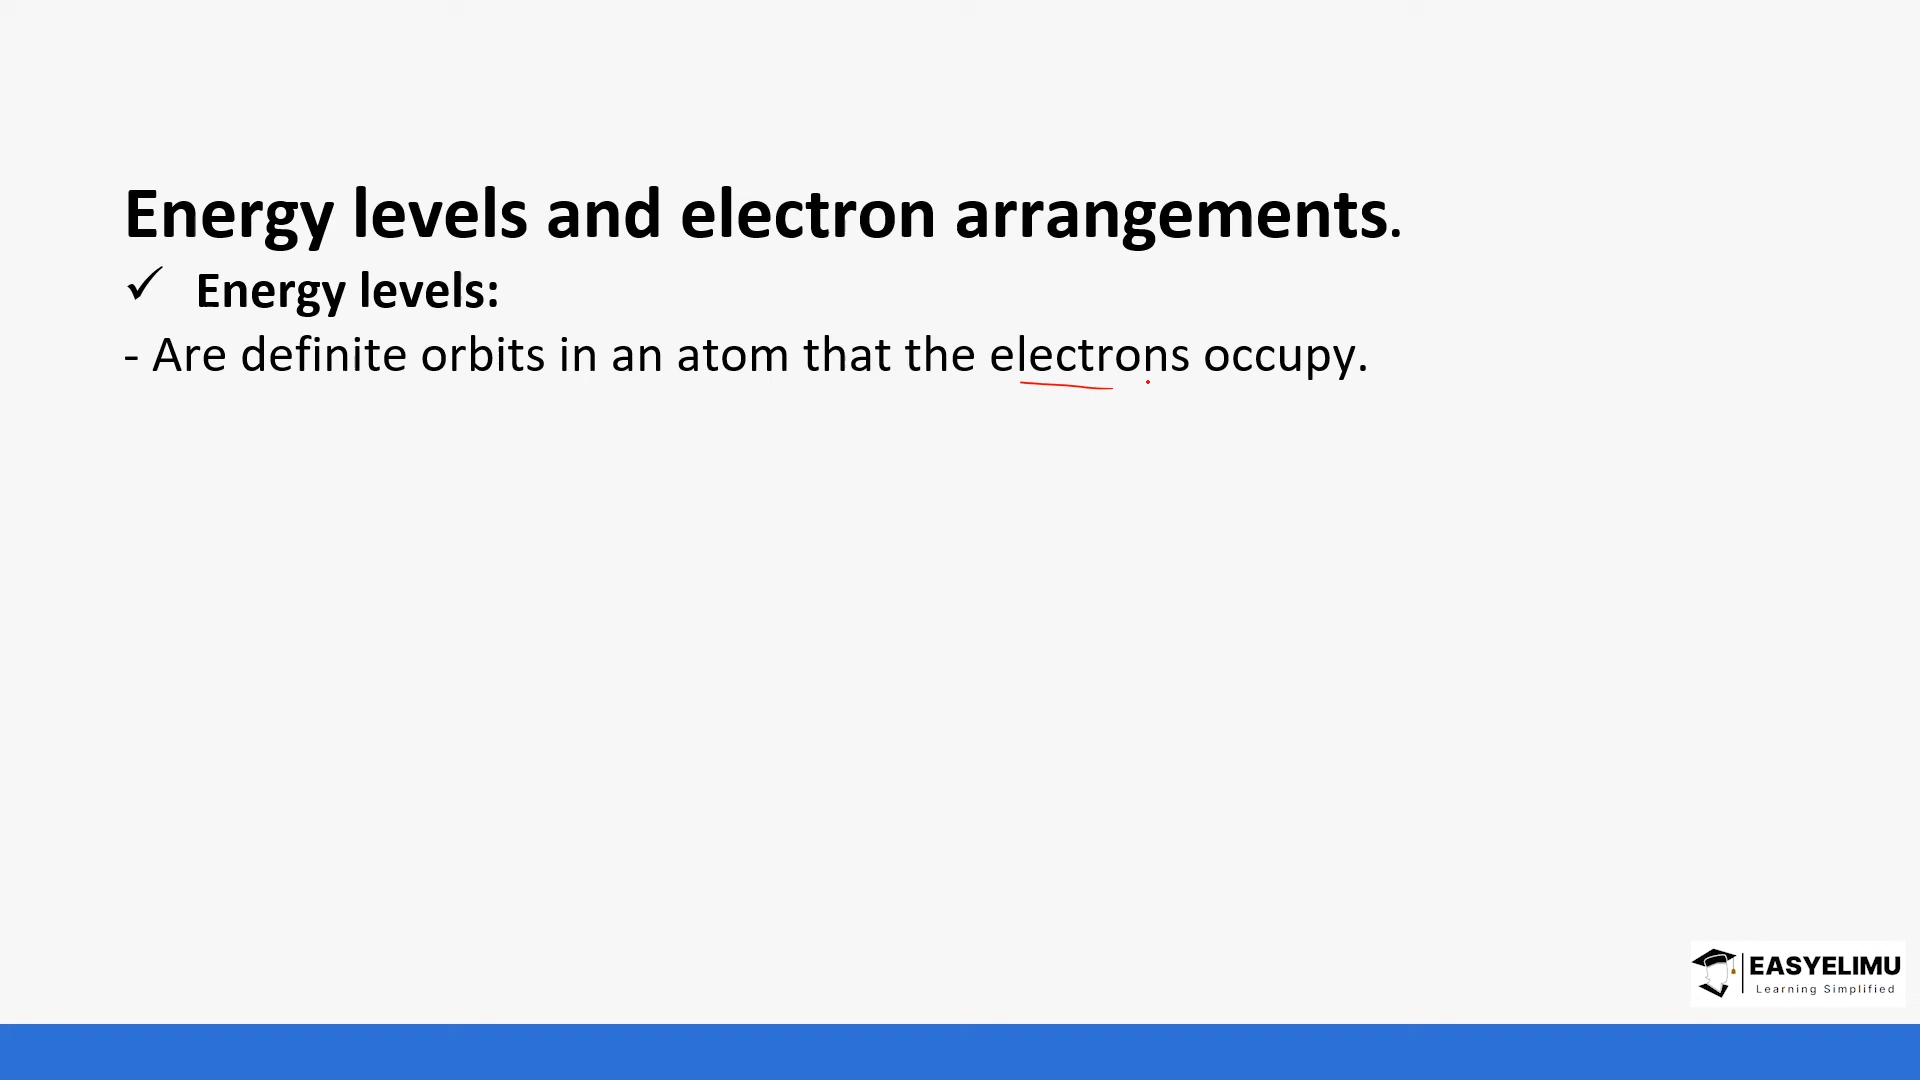 Energy levels and electron arrangements.
✓ Energy levels:
- Are definite orbits in an atom that the electrons occupy.
EASYELIMU
Learning Simplified